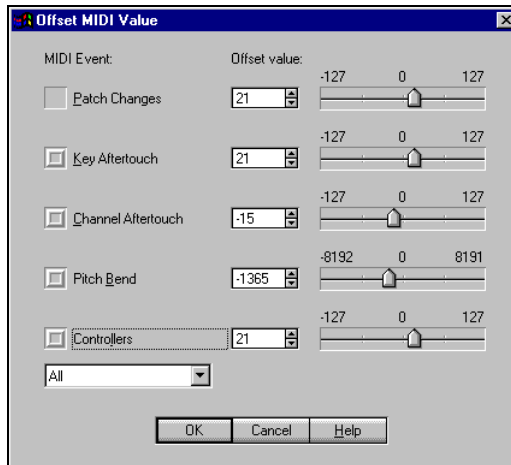 Offset MIDI Value
MIDI Event: Offset value:
-127 0 127
Patch Changes 21
-127 0 127
Key Aftertouch 21
-127 0 127
Channel Aftertouch -15
-8192 0 8191
Pitch Bend -1365
-127 0 127
Controllers 21
All
OK Cancel Help